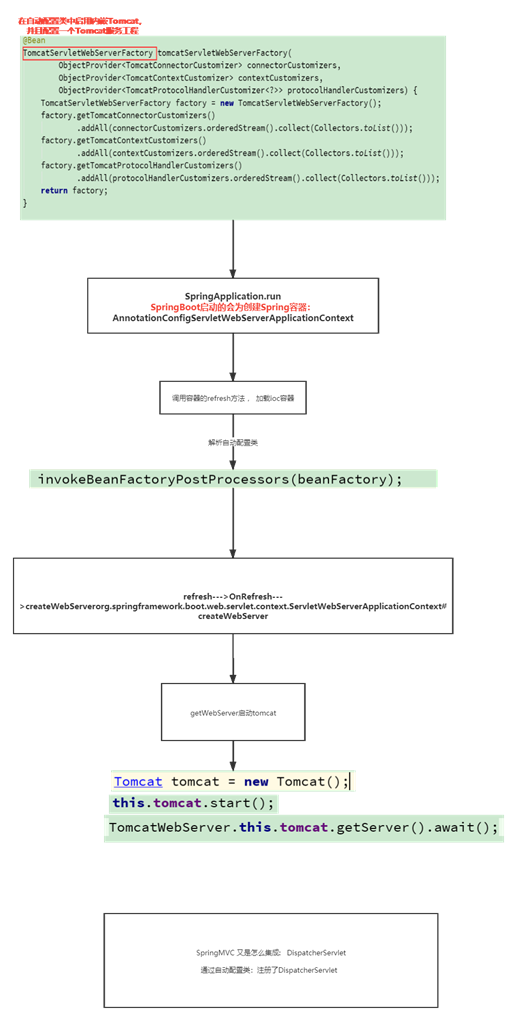 在自动配置类中启用内嵌Tomcat,
并且配置一个Tomcat服务工程
@Bean
TomcatServletWebServerFactory tomcatServletWebServerFactory(
ObjectProvider<TomcatConnectorCustomizer> connectorCustomizers,
ObjectProvider<TomcatContextCustomizer> contextCustomizers,
ObjectProvider<TomcatProtocolHandlerCustomizer<?>> protocolHandlerCustomizers) {
TomcatServletWebServerFactory factory = new TomcatServletWebServerFactory();
factory.getTomcatConnectorCustomizers()
.addAll(connectorCustomizers.orderedStream().collect(Collectors.toList()));
factory.getTomcatContextCustomizers()
.addAll(contextCustomizers.orderedStream().collect(Collectors.toList()));
factory.getTomcatProtocolHandlerCustomizers()
.addAll(protocolHandlerCustomizers.orderedStream().collect(Collectors.toList()));
return factory;
}
SpringApplication.run
SpringBoot启动的会为创建Spring容器:
AnnotationConfigServletWebServerApplicationContext
调用容器的refresh方法 , 加载ioc容器
解析自动配置类
invokeBeanFactoryPostProcessors(beanFactory);
refresh--->OnRefresh---
>createWebServerorg.springframework.boot.web.servlet.context.ServletWebServerApplicationContext#
createWebServer
getWebServer启动tomcat
Tomcat tomcat = new Tomcat();
this.tomcat.start();
TomcatWebServer.this.tomcat.getServer().await();
SpringMVC 又是怎么集成: DispatcherServlet
通过自动配置类: 注册了DispatcherServlet